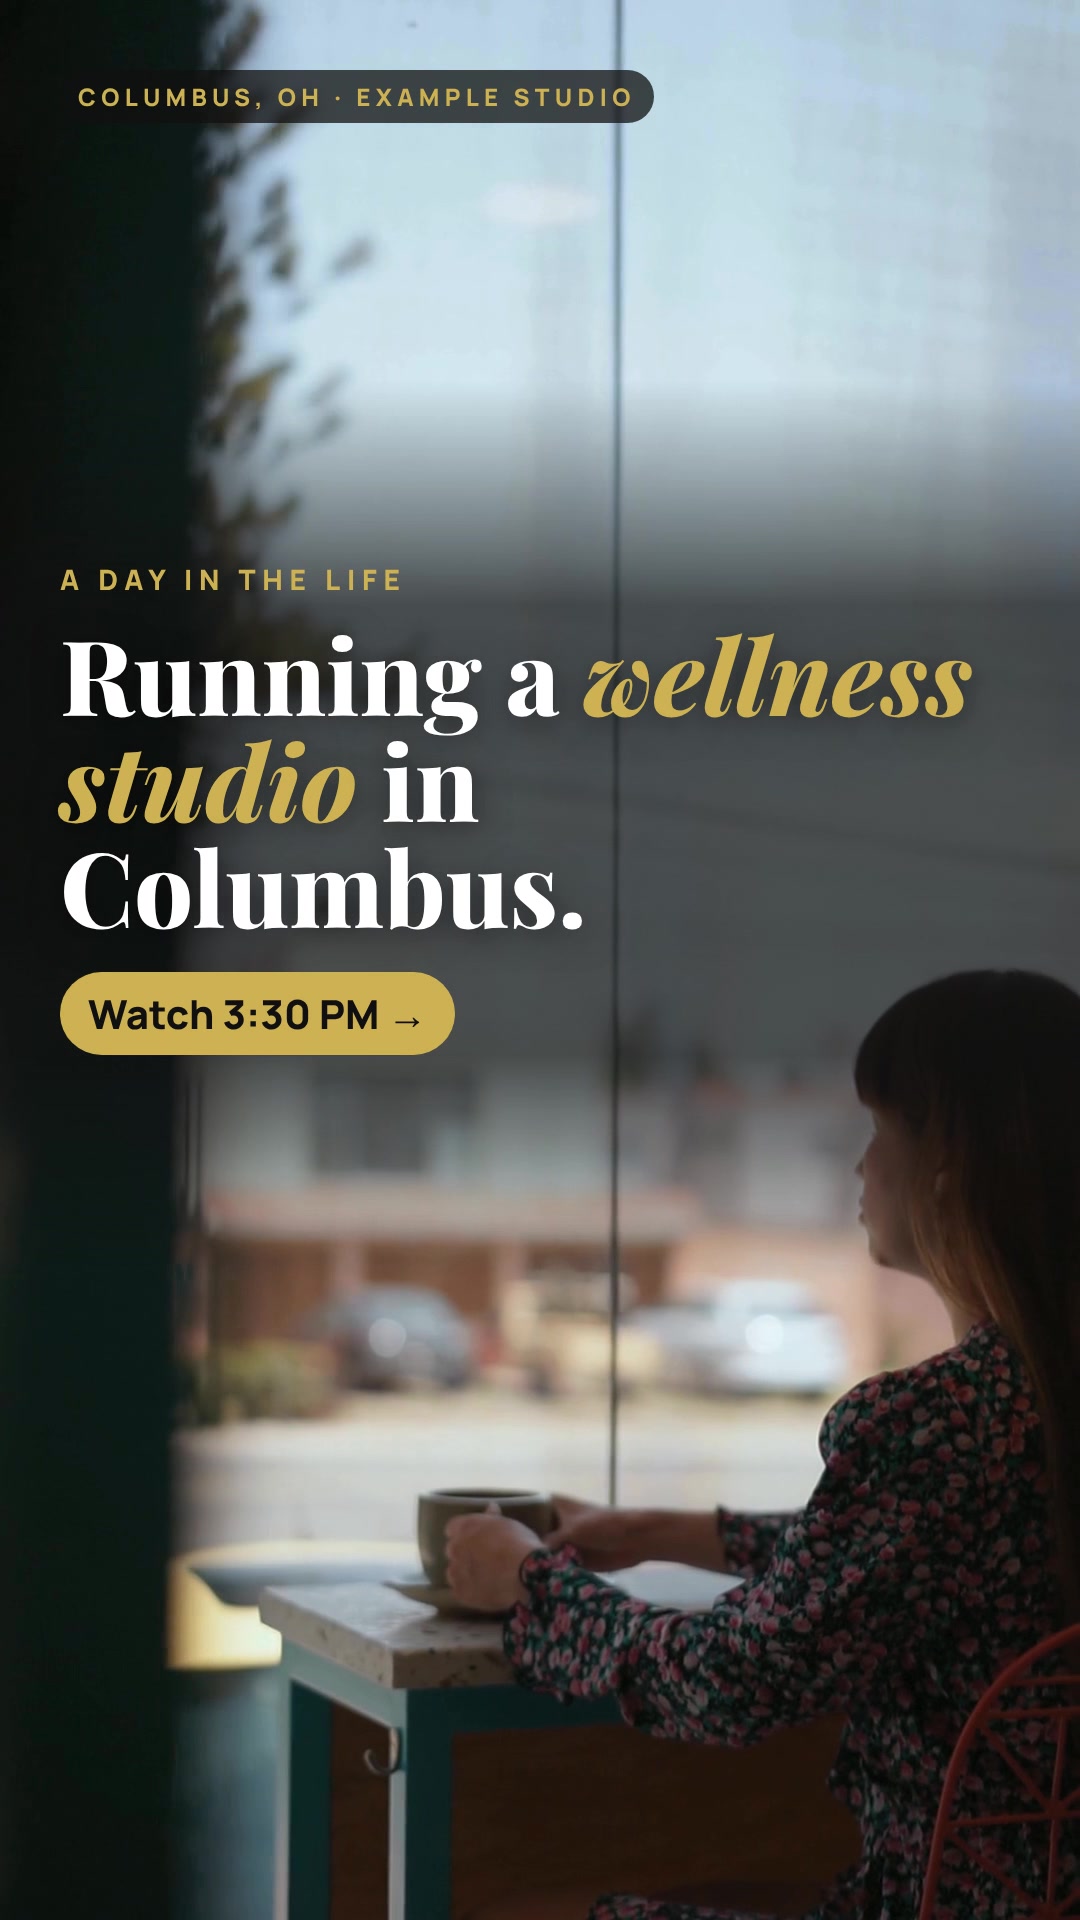 COLUMBUS, OH · EXAMPLE STUDIO
A DAY IN THE LIFE
Running a wellness
studio in
Columbus.
Watch 3:30 PM →